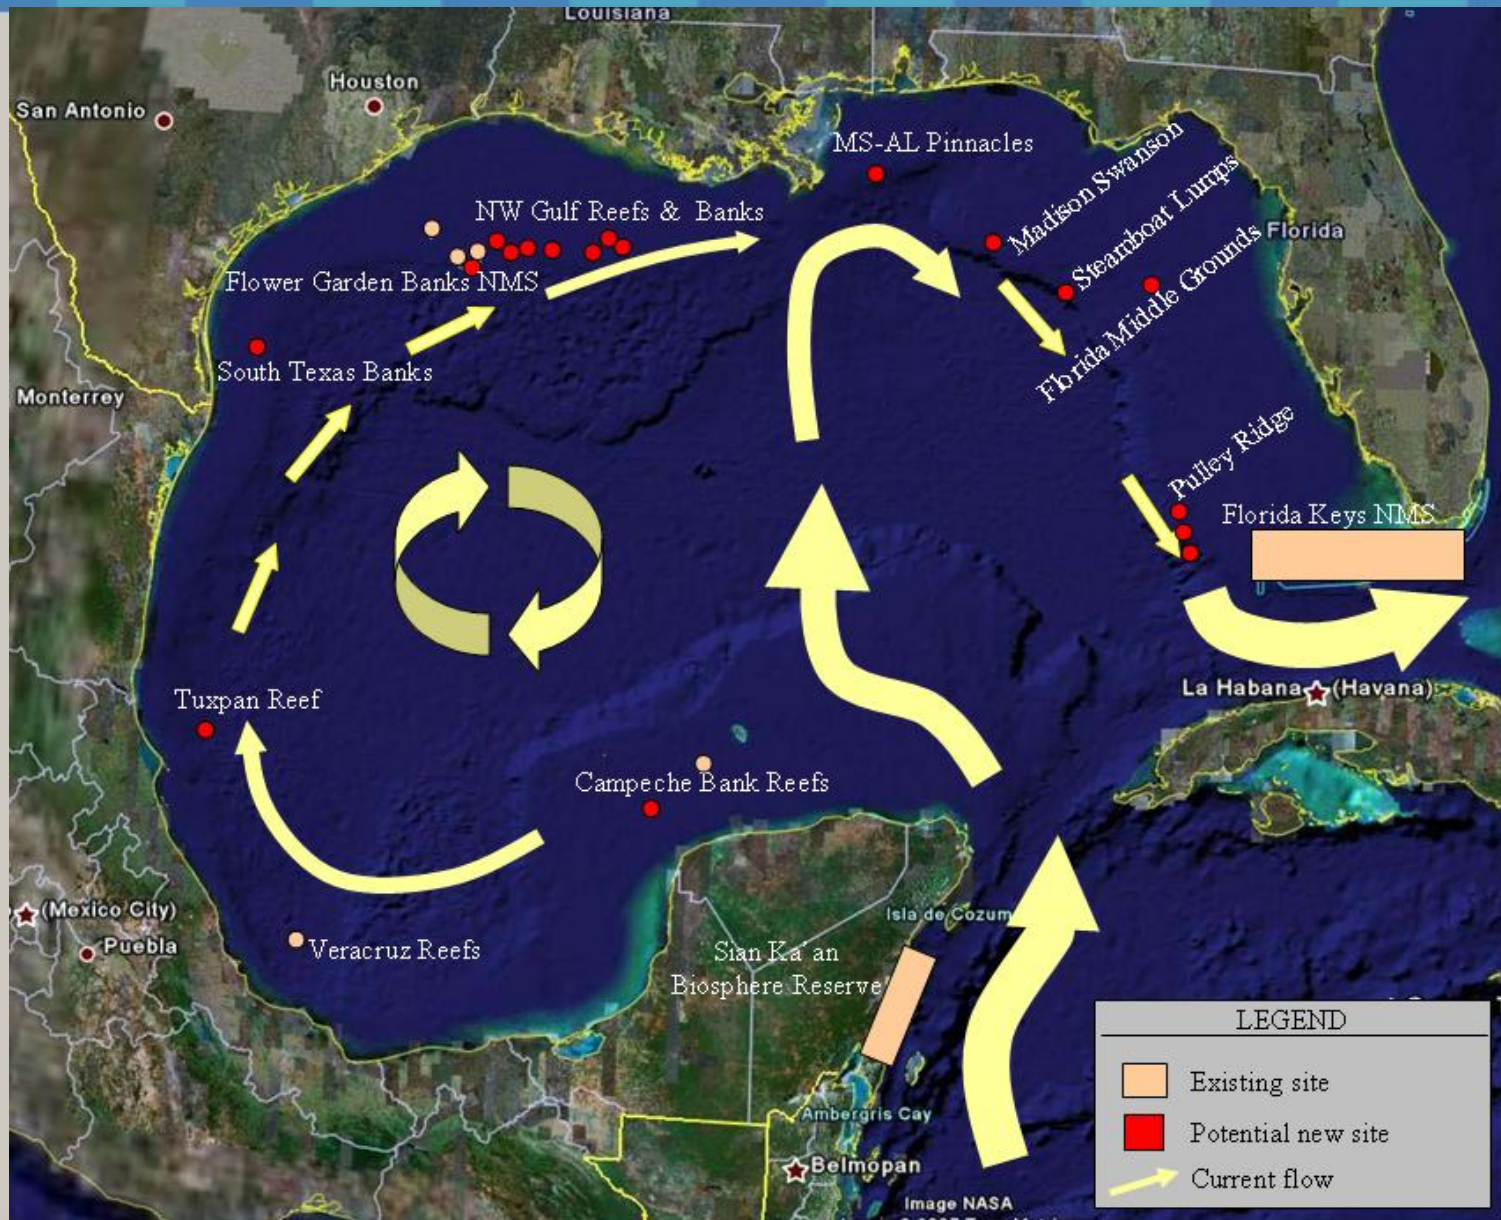 Louisiana
Houston
San Antonio
MS-AL Pinnacles
Madison Swanson
Steamboat Lumps
NW Gulf Reefs & Banks
Florida
Florida Middle Grounds
Flower Garden Banks NMS
South Texas Banks
Monterrey
Pulley Ridge
Florida Keys NMS
La Habana (Havana)
Tuxpan Reef
Campeche Bank Reefs
(Mexico City)
Puebla
Isla de Cozum
Veracruz Reefs
Sian Ka'an
Biosphere Reserve
LEGEND
Existing site
Potential new site
Current flow
Ambergris Cay
Belmopan
Image NASA